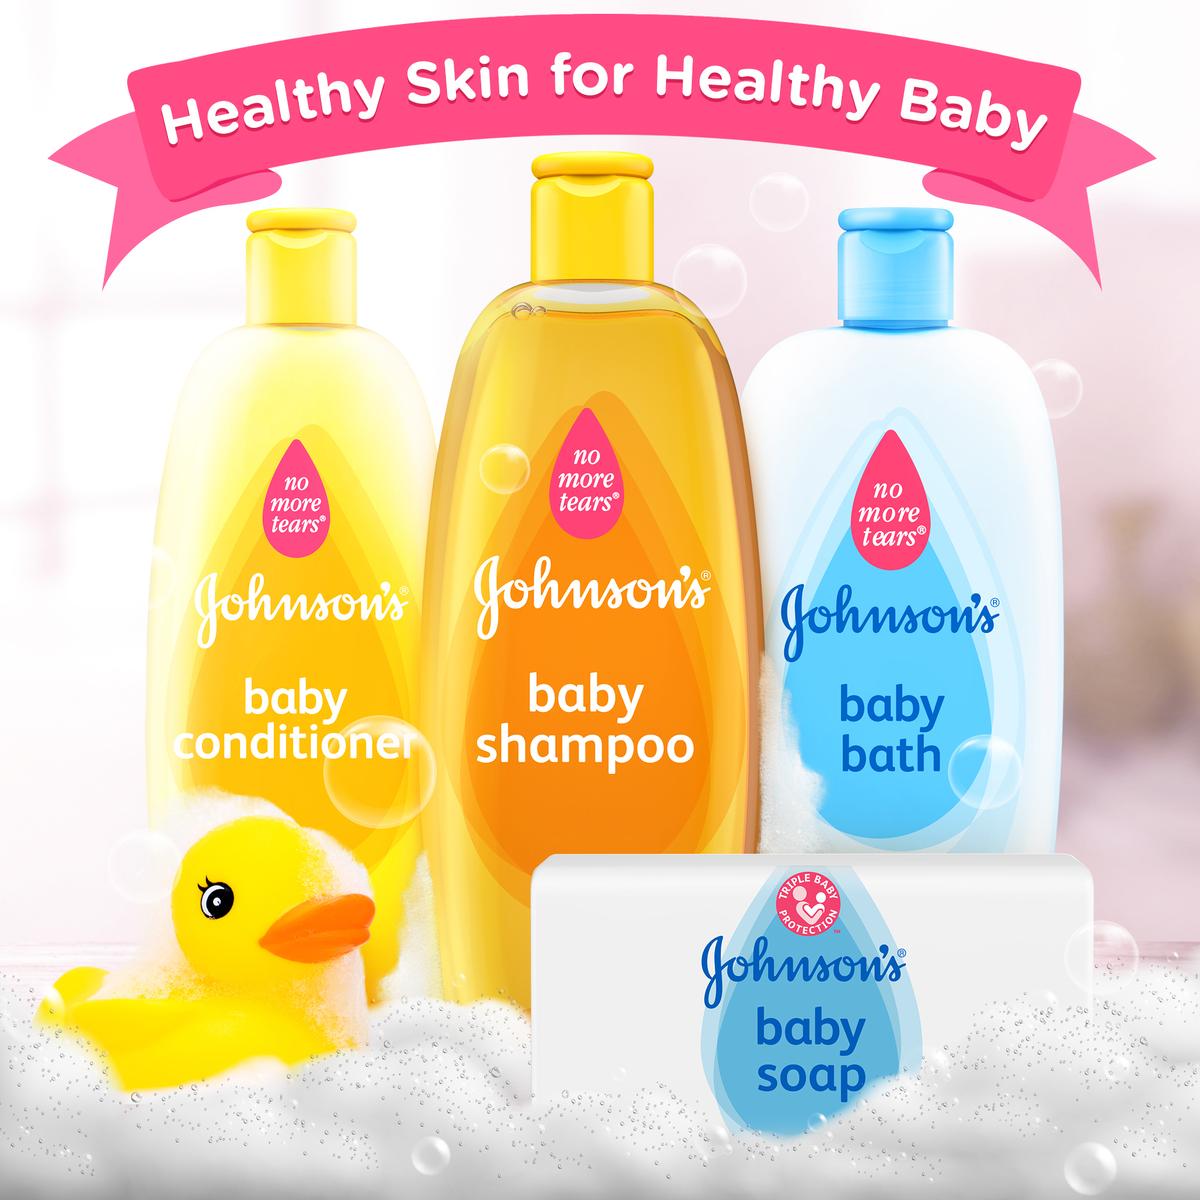 Healthy Skin for Healthy Baby
no
more
tears®
Johnson's®
baby
conditioner
no
more
tears®
Johnson's®
baby
shampoo
no
more
tears®
Johnson's®
baby
bath
TRIPLE BABY
PROTECTION™
Johnson's®
baby
soap